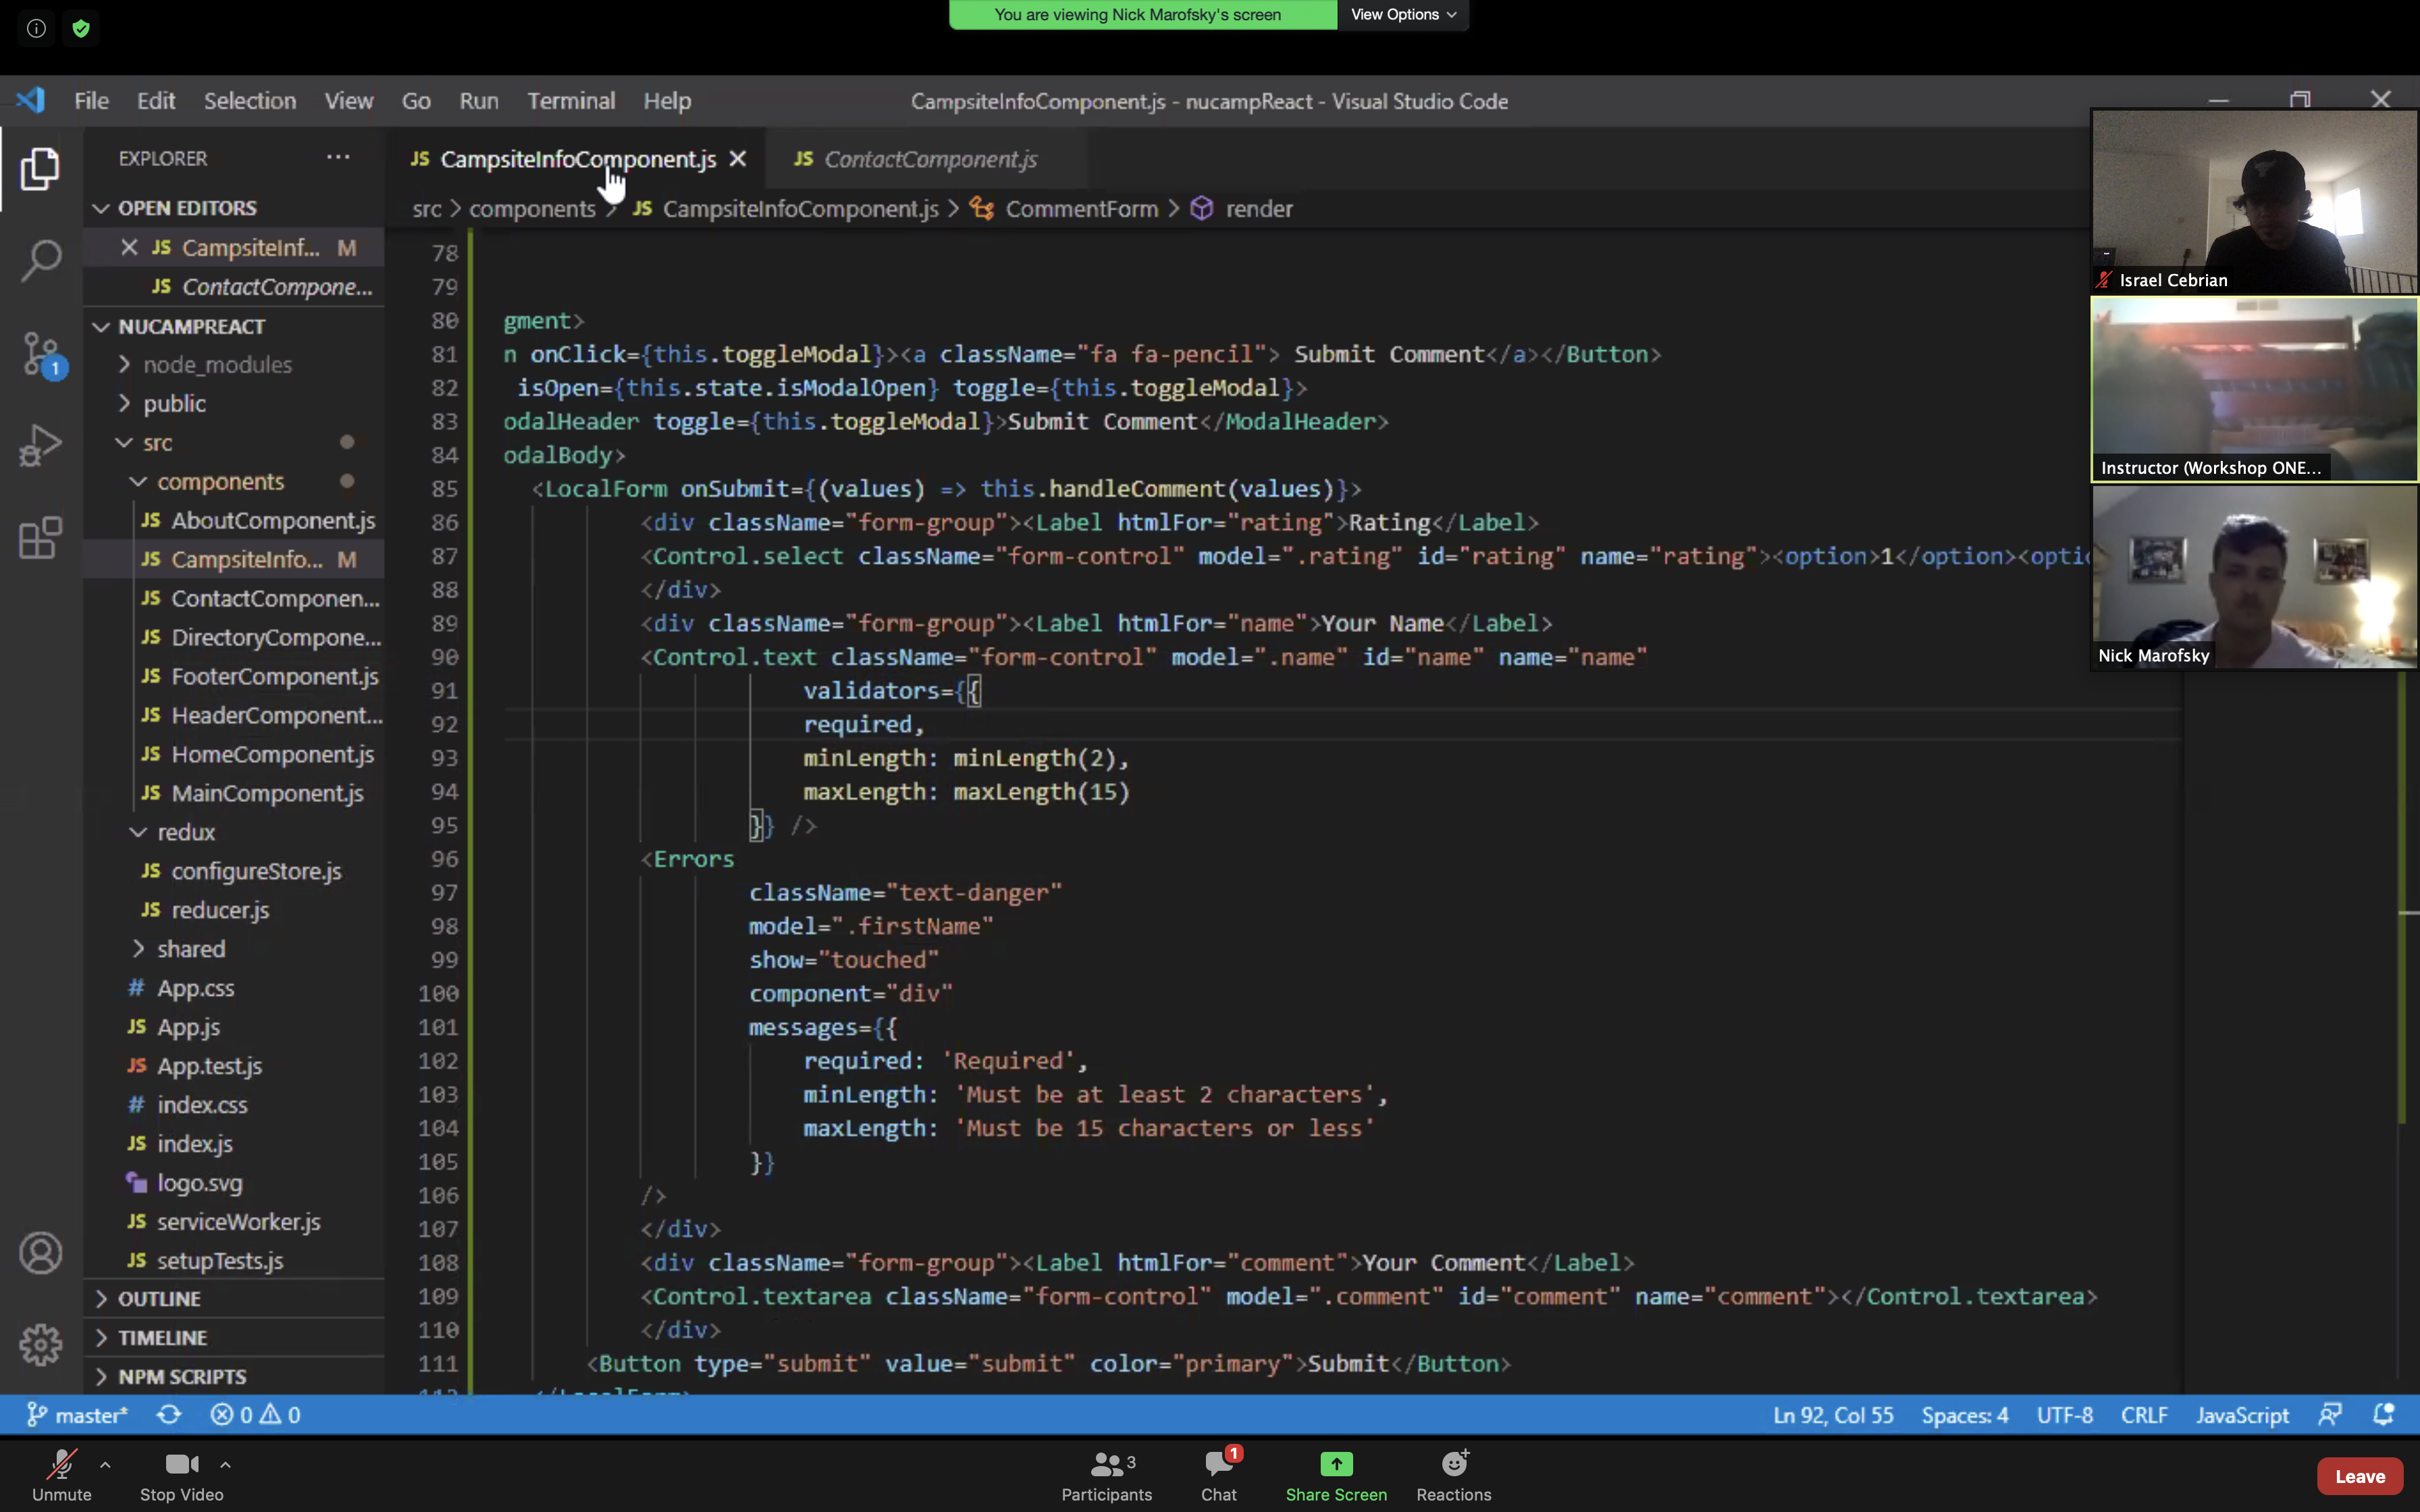 You are viewing Nick Marofsky's screen
View Options
File Edit Selection View Go Run Terminal Help
CampsiteInfoComponent.js - nucampReact - Visual Studio Code
EXPLORER
OPEN EDITORS
JS CampsiteInf... M
JS ContactCompone...
NUCAMPREACT
node_modules
public
src
components
JS AboutComponent.js
JS CampsiteInfo... M
JS ContactComponen...
JS DirectoryCompone...
JS FooterComponent.js
JS HeaderComponent...
JS HomeComponent.js
JS MainComponent.js
redux
JS configureStore.js
JS reducer.js
shared
# App.css
JS App.js
JS App.test.js
# index.css
JS index.js
logo.svg
JS serviceWorker.js
JS setupTests.js
OUTLINE
TIMELINE
NPM SCRIPTS
1
JS CampsiteInfoComponent.js
JS ContactComponent.js
src > components > JS CampsiteInfoComponent.js > CommentForm > render
78
79
80 gment>
81 n onClick={this.toggleModal}><a className="fa fa-pencil"> Submit Comment</a></Button>
82 isOpen={this.state.isModalOpen} toggle={this.toggleModal}>
83 odalHeader toggle={this.toggleModal}>Submit Comment</ModalHeader>
84 odalBody>
85 <LocalForm onSubmit={(values) => this.handleComment(values)}>
86 <div className="form-group"><Label htmlFor="rating">Rating</Label>
87 <Control.select className="form-control" model=".rating" id="rating" name="rating"><option>1</option><optic
88 </div>
89 <div className="form-group"><Label htmlFor="name">Your Name</Label>
90 <Control.text className="form-control" model=".name" id="name" name="name"
91 validators={{
92 required,
93 minLength: minLength(2),
94 maxLength: maxLength(15)
95 }} />
96 <Errors
97 className="text-danger"
98 model=".firstName"
99 show="touched"
100 component="div"
101 messages={{
102 required: 'Required',
103 minLength: 'Must be at least 2 characters',
104 maxLength: 'Must be 15 characters or less'
105 }}
106 />
107 </div>
108 <div className="form-group"><Label htmlFor="comment">Your Comment</Label>
109 <Control.textarea className="form-control" model=".comment" id="comment" name="comment"></Control.textarea>
110 </div>
111 <Button type="submit" value="submit" color="primary">Submit</Button>
Israel Cebrian
Instructor (Workshop ONE...
Nick Marofsky
master* 0 0
Ln 92, Col 55 Spaces: 4 UTF-8 CRLF JavaScript
Unmute
Stop Video
3
Participants
1
Chat
Share Screen
Reactions
Leave